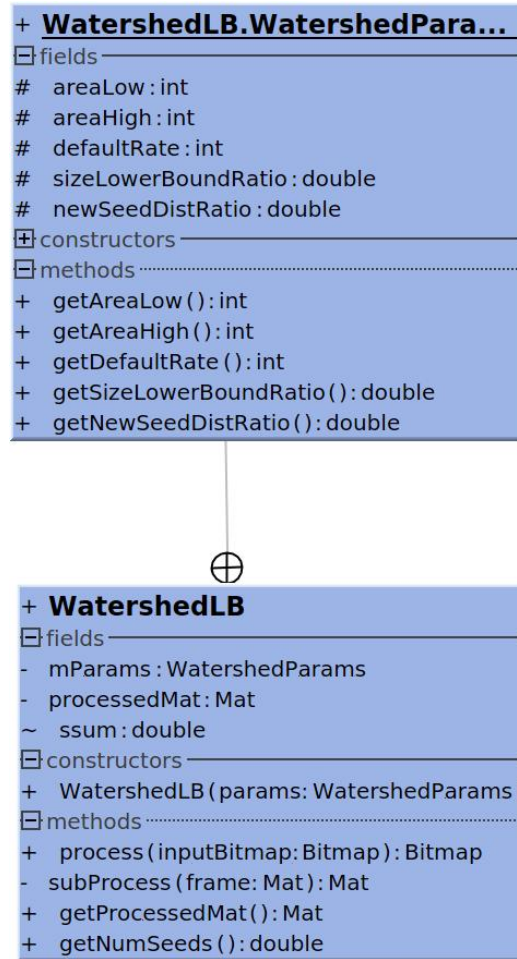 + WatershedLB.WatershedPara...
fields
# areaLow : int
# areaHigh : int
# defaultRate : int
# sizeLowerBoundRatio : double
# newSeedDistRatio : double
constructors
methods
+ getAreaLow ( ) : int
+ getAreaHigh ( ) : int
+ getDefaultRate ( ) : int
+ getSizeLowerBoundRatio ( ) : double
+ getNewSeedDistRatio ( ) : double
+ WatershedLB
fields
- mParams : WatershedParams
- processedMat : Mat
~ ssum : double
constructors
+ WatershedLB ( params: WatershedParams
methods
+ process ( inputBitmap: Bitmap ) : Bitmap
- subProcess ( frame: Mat ) : Mat
+ getProcessedMat ( ) : Mat
+ getNumSeeds ( ) : double